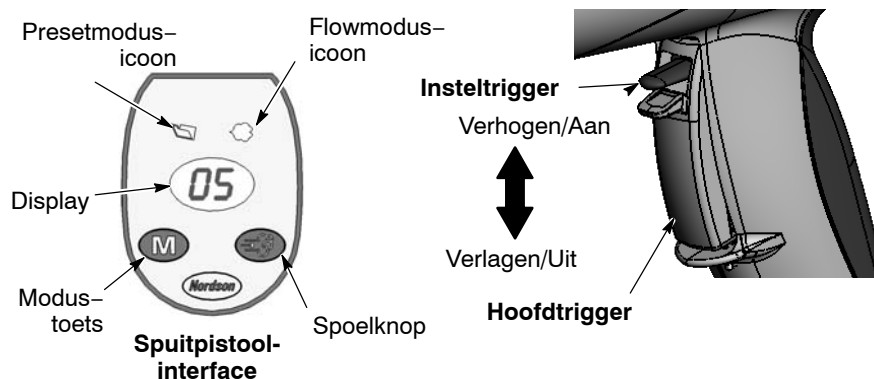 Presetmodus-
icoon
Flowmodus-
icoon
Insteltrigger
Verhogen/Aan
Display
05
M
Verlagen/Uit
Nordson
Modus-
toets
Spoelknop
Hoofdtrigger
Spuitpistool-
interface